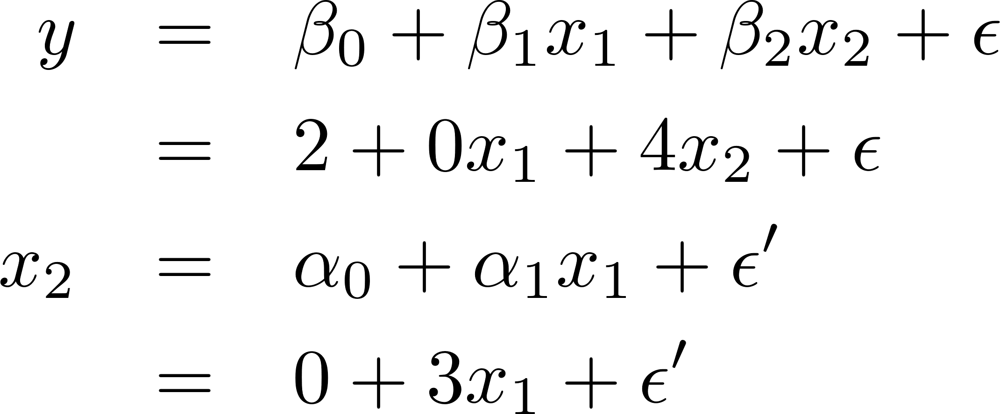 y = β₀ + β₁x₁ + β₂x₂ + ϵ
= 2 + 0x₁ + 4x₂ + ϵ
x₂ = α₀ + α₁x₁ + ϵ′
= 0 + 3x₁ + ϵ′